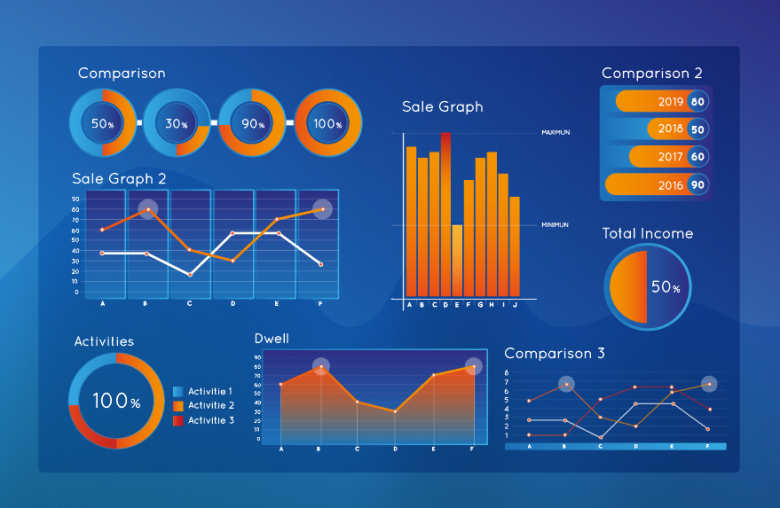 Comparison
50%
30%
90%
100%
Sale Graph 2
90
80
70
60
50
40
30
20
10
0
A B C D E F
Sale Graph
MAXIMUN
MINIMUN
A B C D E F G H I J
Comparison 2
2019 80
2018 50
2017 60
2016 90
Total Income
50%
Activities
100%
Activitie 1
Activitie 2
Activitie 3
Dwell
90
80
70
60
50
40
30
20
10
0
A B C D E F
Comparison 3
8
7
6
5
4
3
2
1
A B C D E F